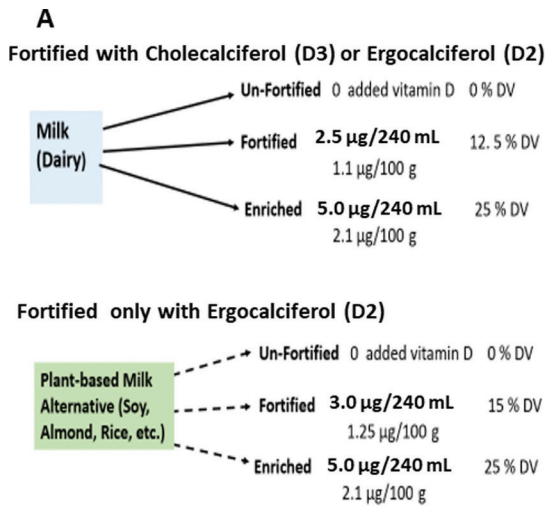 A
Fortified with Cholecalciferol (D3) or Ergocalciferol (D2)
Un-Fortified 0 added vitamin D 0 % DV
Milk
(Dairy)
Fortified 2.5 µg/240 mL 12. 5 % DV
1.1 µg/100 g
Enriched 5.0 µg/240 mL 25 % DV
2.1 µg/100 g
Fortified only with Ergocalciferol (D2)
Un-Fortified 0 added vitamin D 0 % DV
Plant-based Milk
Alternative (Soy,
Almond, Rice, etc.)
Fortified 3.0 µg/240 mL 15 % DV
1.25 µg/100 g
Enriched 5.0 µg/240 mL 25 % DV
2.1 µg/100 g